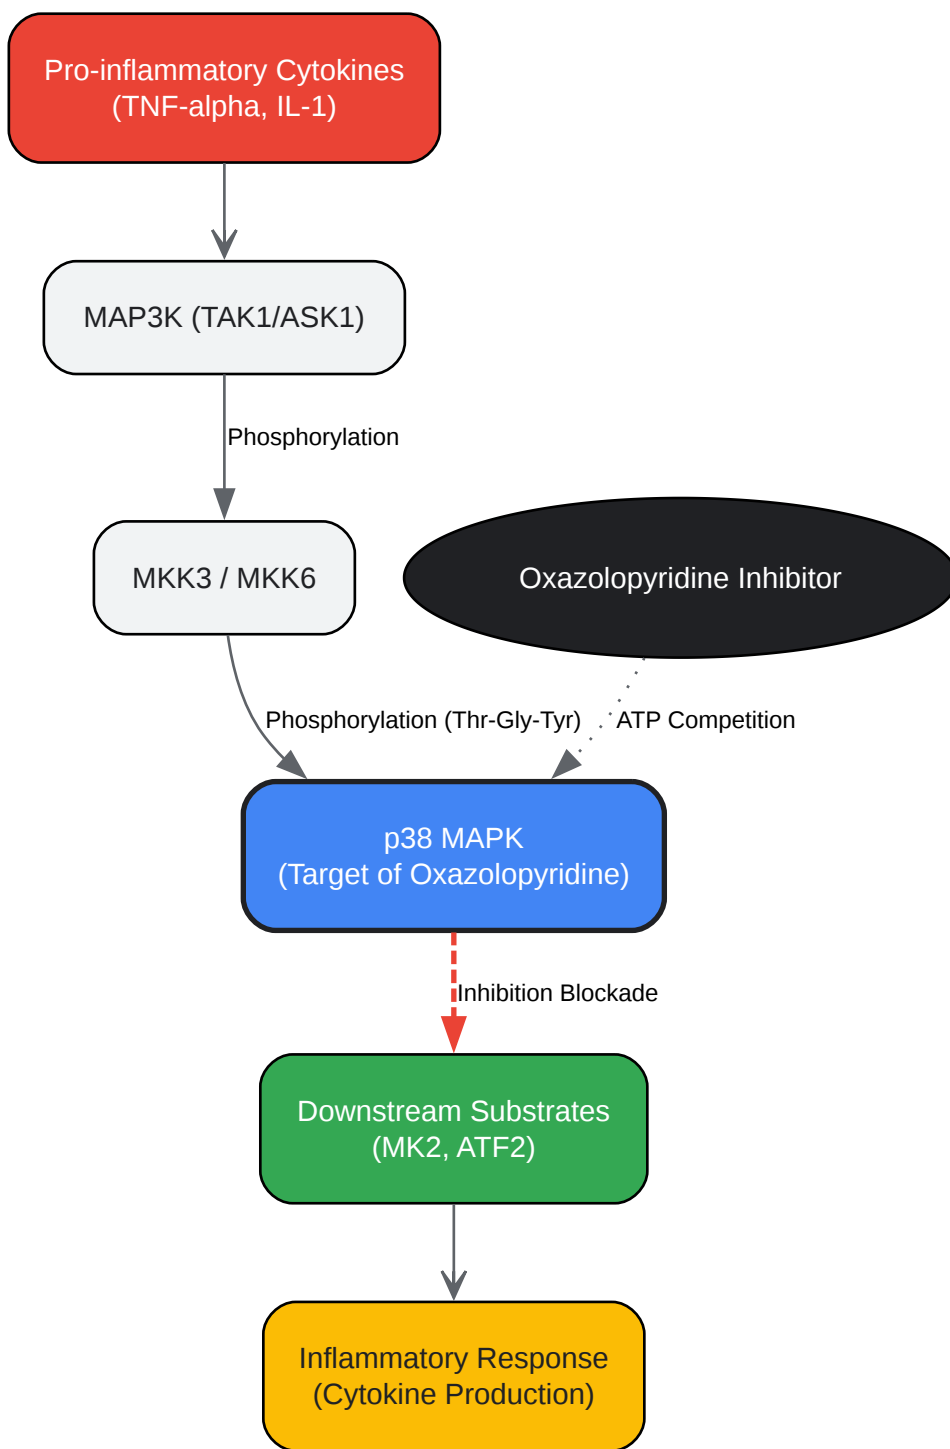 Pro-inflammatory Cytokines
(TNF-alpha, IL-1)
MAP3K (TAK1/ASK1)
Phosphorylation
MKK3 / MKK6
Oxazolopyridine Inhibitor
Phosphorylation (Thr-Gly-Tyr)
ATP Competition
p38 MAPK
(Target of Oxazolopyridine)
Inhibition Blockade
Downstream Substrates
(MK2, ATF2)
Inflammatory Response
(Cytokine Production)